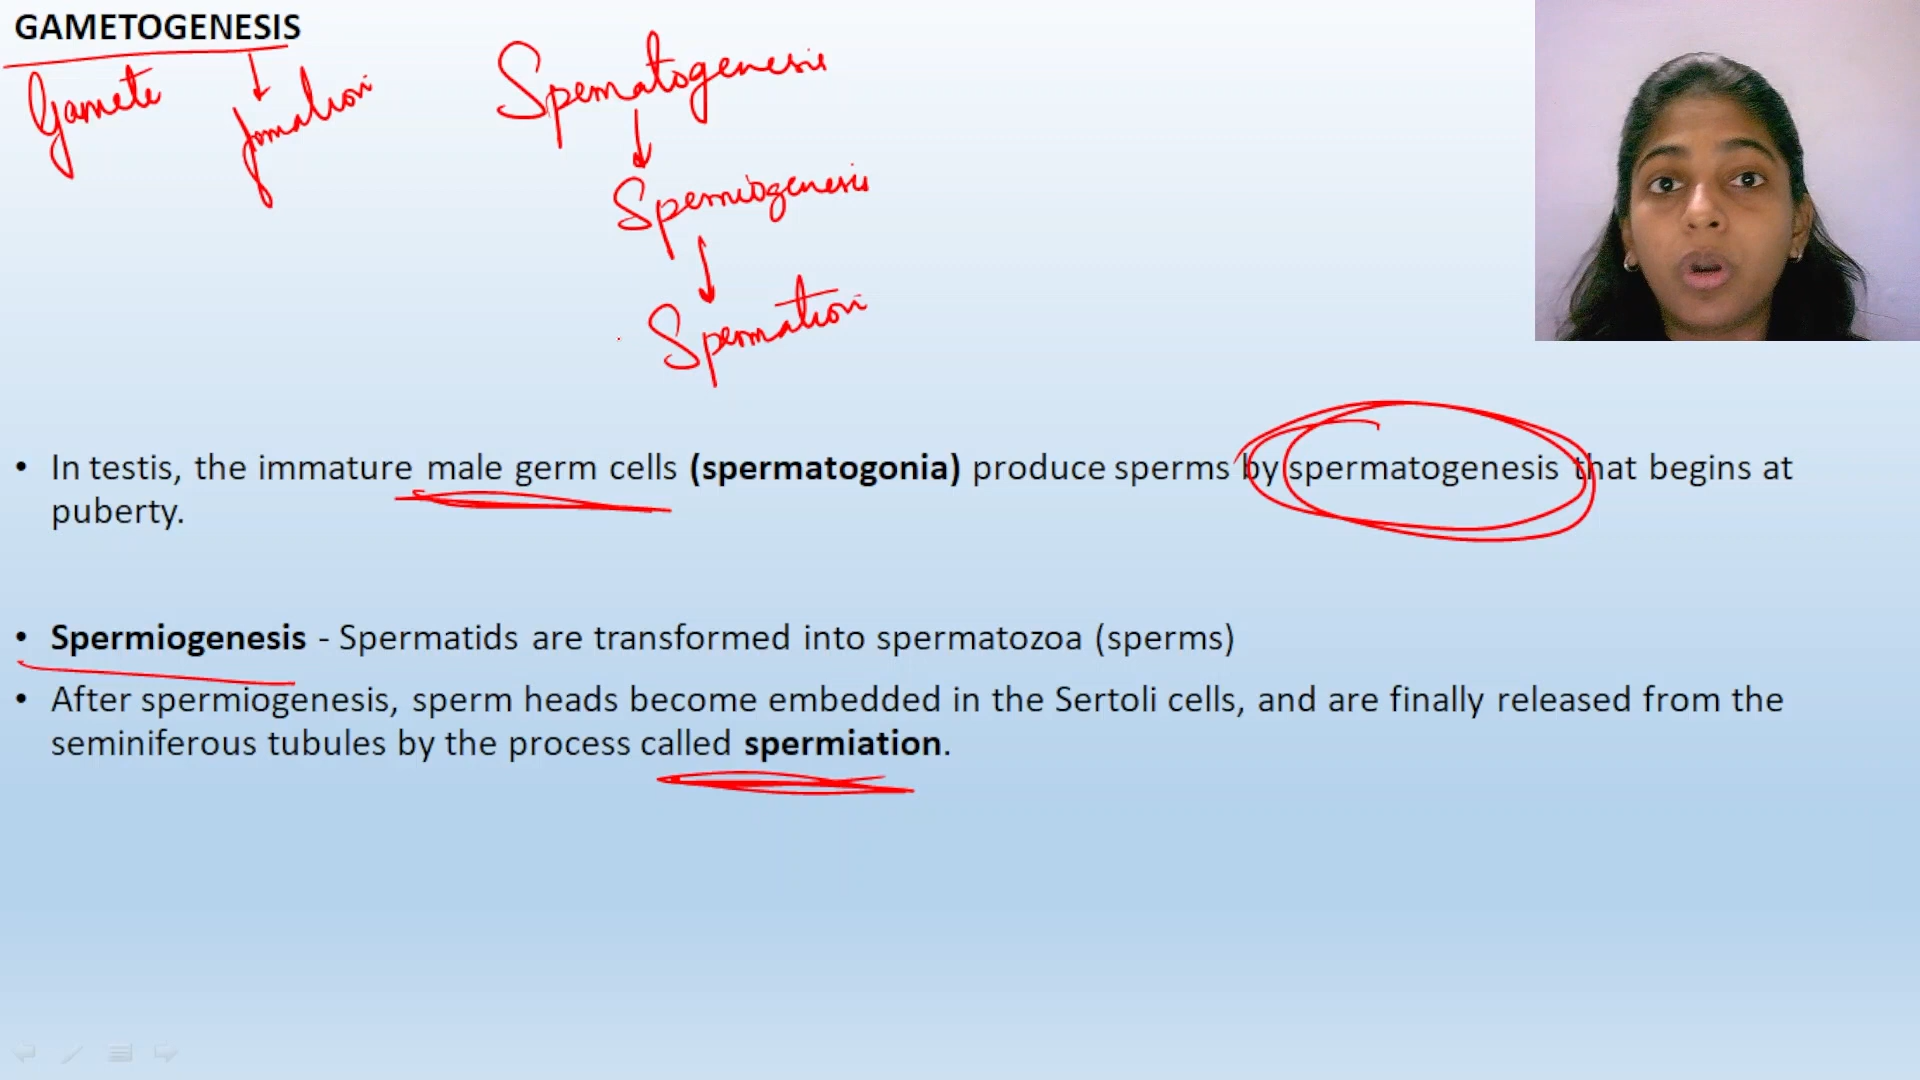 GAMETOGENESIS
Gamete formation
Spermatogenesis
Spermiogenesis
Spermation
• In testis, the immature male germ cells (spermatogonia) produce sperms by spermatogenesis that begins at
puberty.
• Spermiogenesis - Spermatids are transformed into spermatozoa (sperms)
• After spermiogenesis, sperm heads become embedded in the Sertoli cells, and are finally released from the
seminiferous tubules by the process called spermiation.